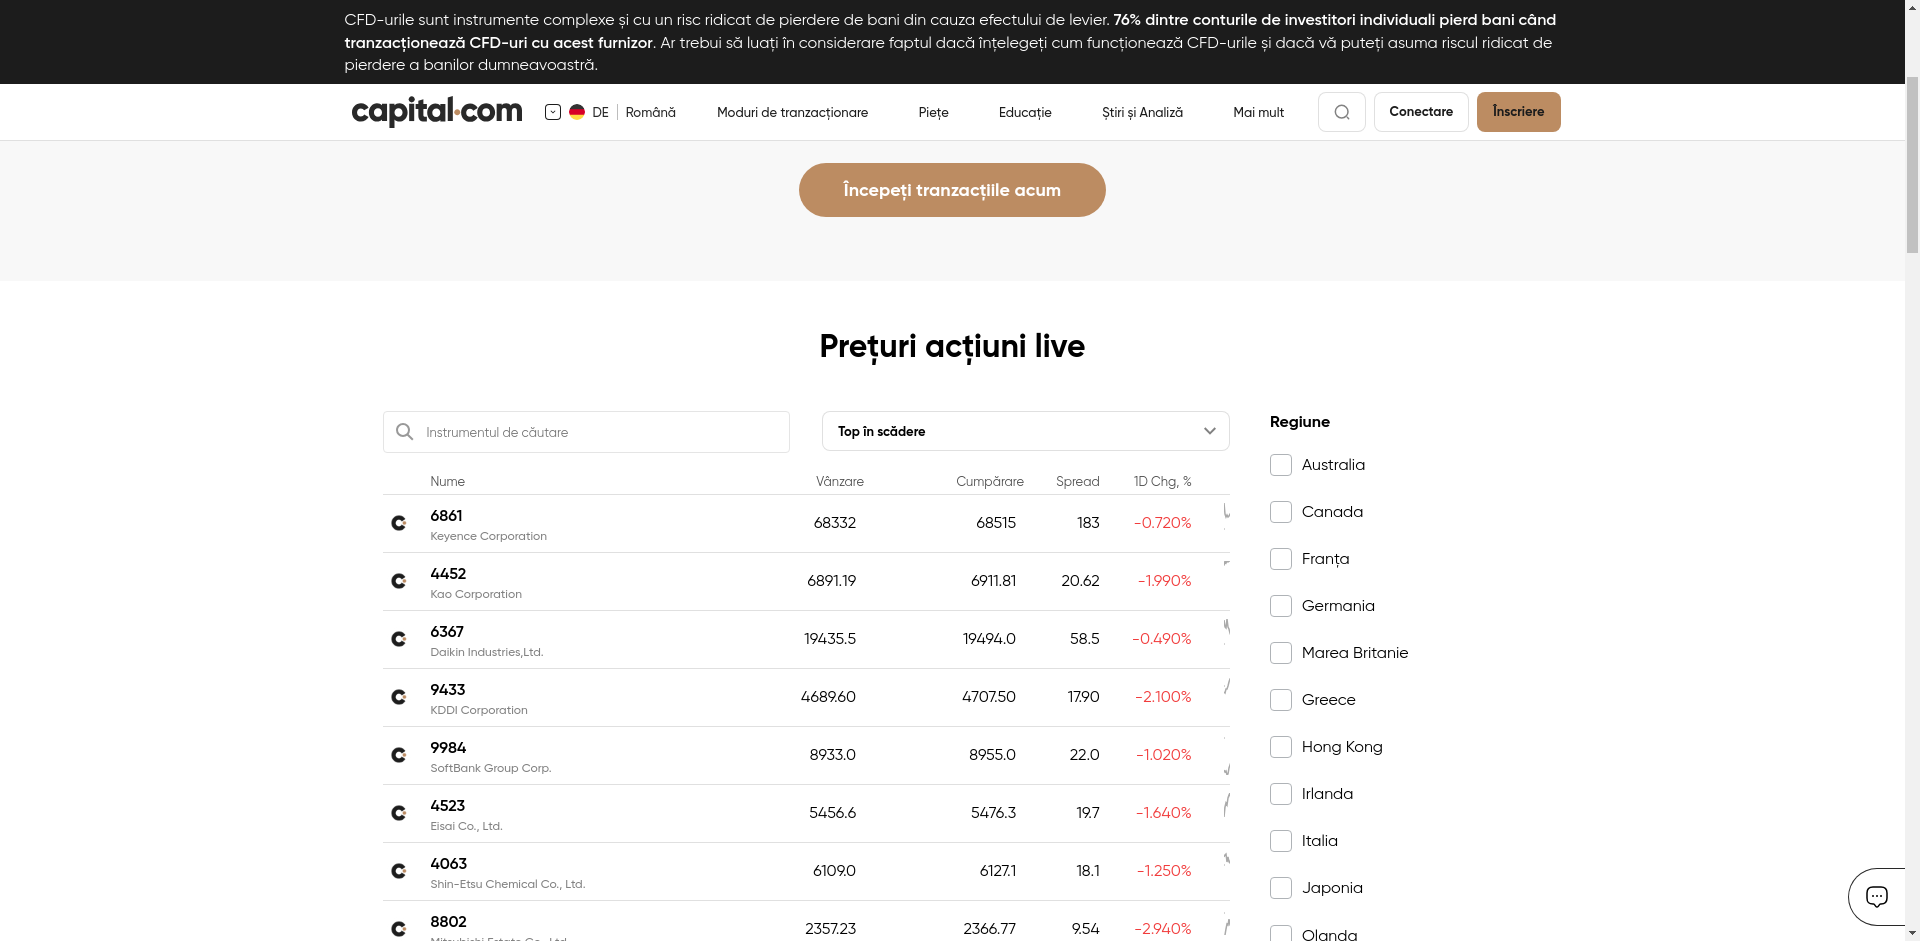 CFD-urile sunt instrumente complexe și cu un risc ridicat de pierdere de bani din cauza efectului de levier. 76% dintre conturile de investitori individuali pierd bani când
tranzacționează CFD-uri cu acest furnizor. Ar trebui să luați în considerare faptul dacă înțelegeți cum funcționează CFD-urile și dacă vă puteți asuma riscul ridicat de
pierdere a banilor dumneavoastră.
capital.com DE Română Moduri de tranzacționare Piețe Educație Știri și Analiză Mai mult Conectare Înscriere
Începeți tranzacțiile acum
Prețuri acțiuni live
Instrumentul de căutare Top în scădere
Nume Vânzare Cumpărare Spread 1D Chg, %
6861 68332 68515 183 -0.720%
Keyence Corporation
4452 6891.19 6911.81 20.62 -1.990%
Kao Corporation
6367 19435.5 19494.0 58.5 -0.490%
Daikin Industries,Ltd.
9433 4689.60 4707.50 17.90 -2.100%
KDDI Corporation
9984 8933.0 8955.0 22.0 -1.020%
SoftBank Group Corp.
4523 5456.6 5476.3 19.7 -1.640%
Eisai Co., Ltd.
4063 6109.0 6127.1 18.1 -1.250%
Shin-Etsu Chemical Co., Ltd.
8802 2357.23 2366.77 9.54 -2.940%
Mitsubishi Estate Co., Ltd.
Regiune
Australia
Canada
Franța
Germania
Marea Britanie
Greece
Hong Kong
Irlanda
Italia
Japonia
Olanda